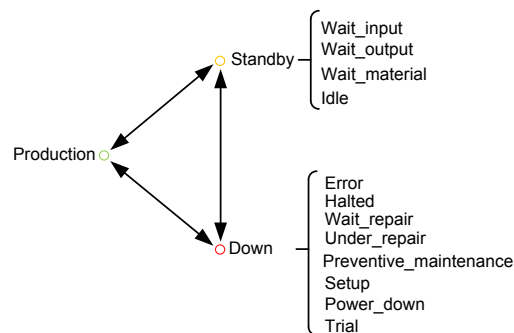 Wait_input
Wait_output
Standby
Wait_material
Idle
Production
Error
Halted
Wait_repair
Under_repair
Down
Preventive_maintenance
Setup
Power_down
Trial